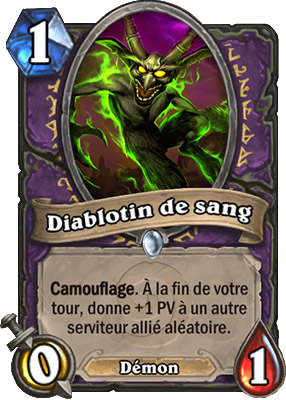 1
Diablotin de sang
Camouflage. À la fin de votre
tour, donne +1 PV à un autre
serviteur allié aléatoire.
0
Démon
1